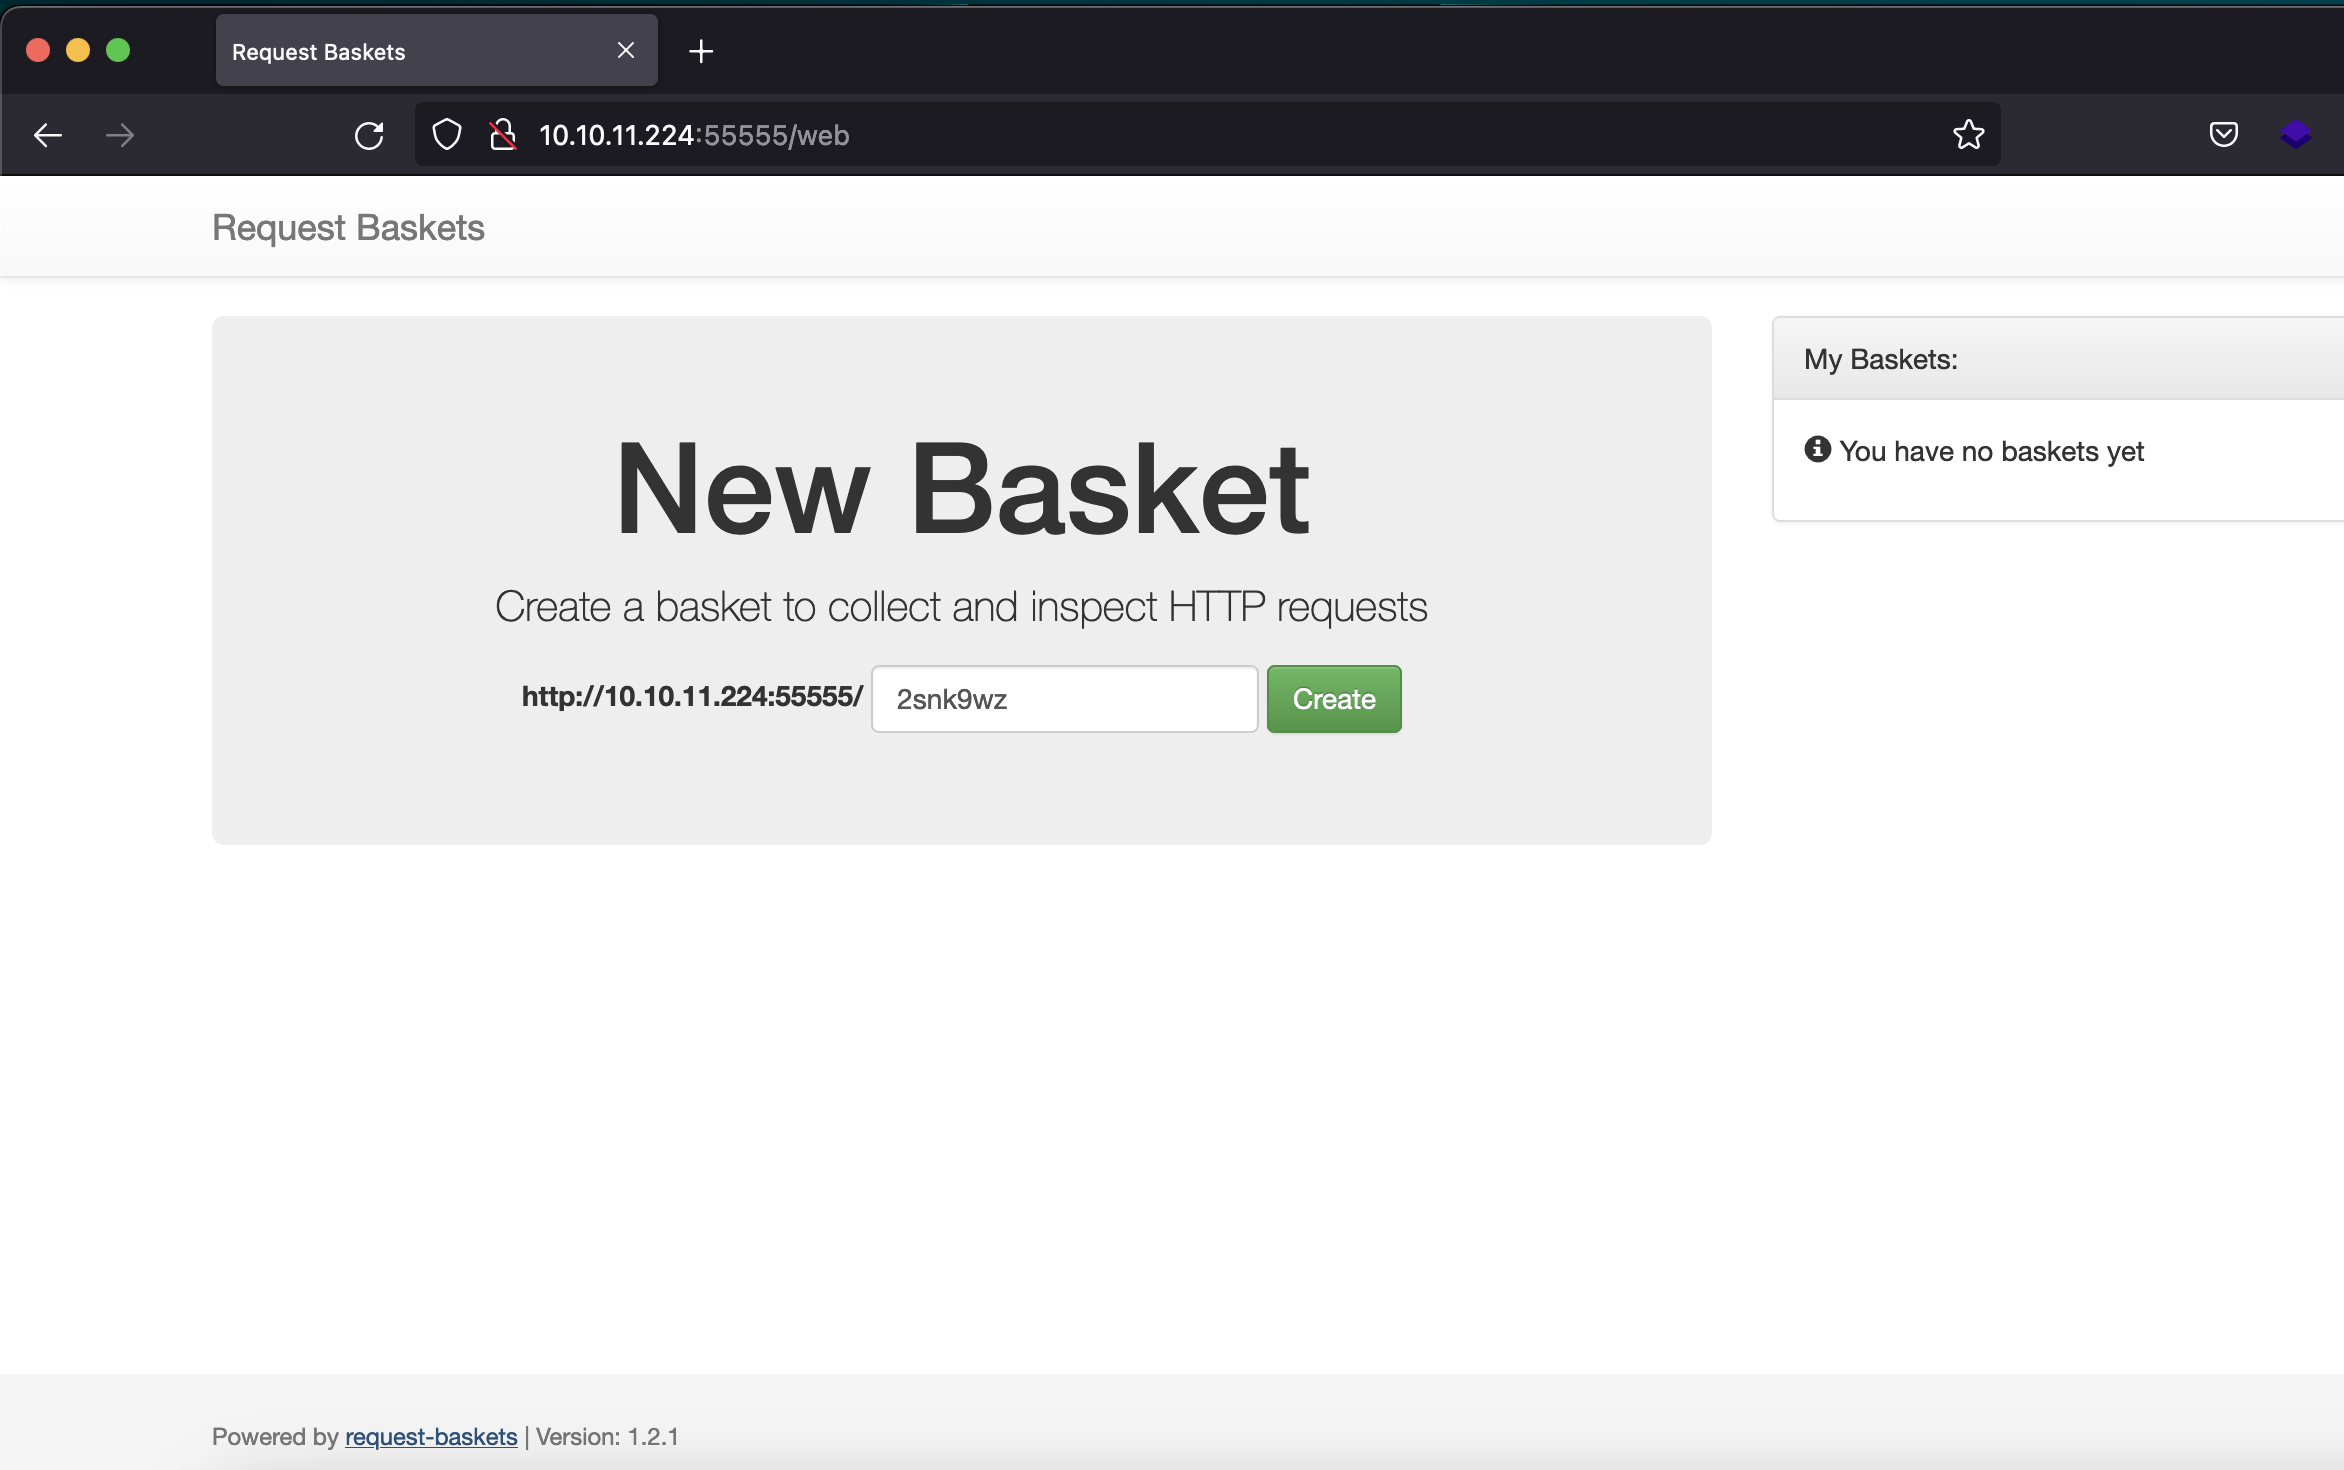 Request Baskets
10.10.11.224:55555/web
Request Baskets
New Basket
Create a basket to collect and inspect HTTP requests
http://10.10.11.224:55555/ 2snk9wz Create
My Baskets:
You have no baskets yet
Powered by request-baskets | Version: 1.2.1